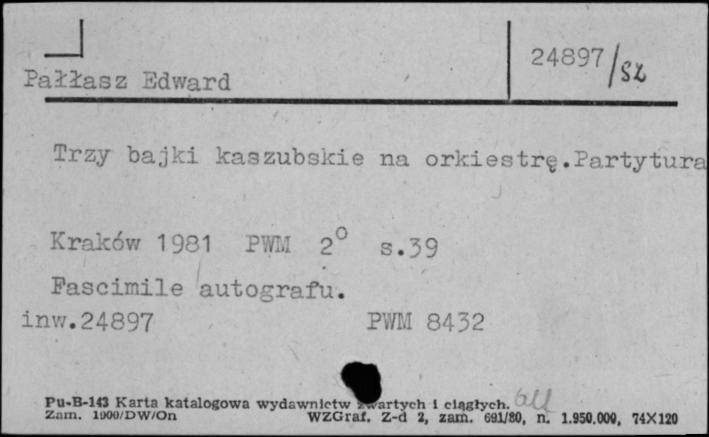 24897/sz
Pałłasz Edward
Trzy bajki kaszubskie na orkiestrę.Partytura
Kraków 1981 PWM 2° s.39
Fascimile autografu.
inw.24897 PWM 8432
Pu-B-143 Karta katalogowa wydawnictw zwartych i ciągłych.
Zam. 1900/DW/On WZGraf. Z-d 2, zam. 691/80, n. 1.950.000, 74X120